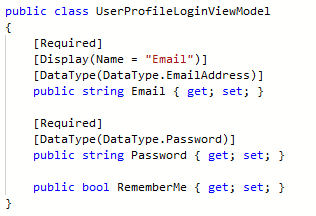 public class UserProfileLoginViewModel
{
    [Required]
    [Display(Name = "Email")]
    [DataType(DataType.EmailAddress)]
    public string Email { get; set; }

    [Required]
    [DataType(DataType.Password)]
    public string Password { get; set; }

    public bool RememberMe { get; set; }
}